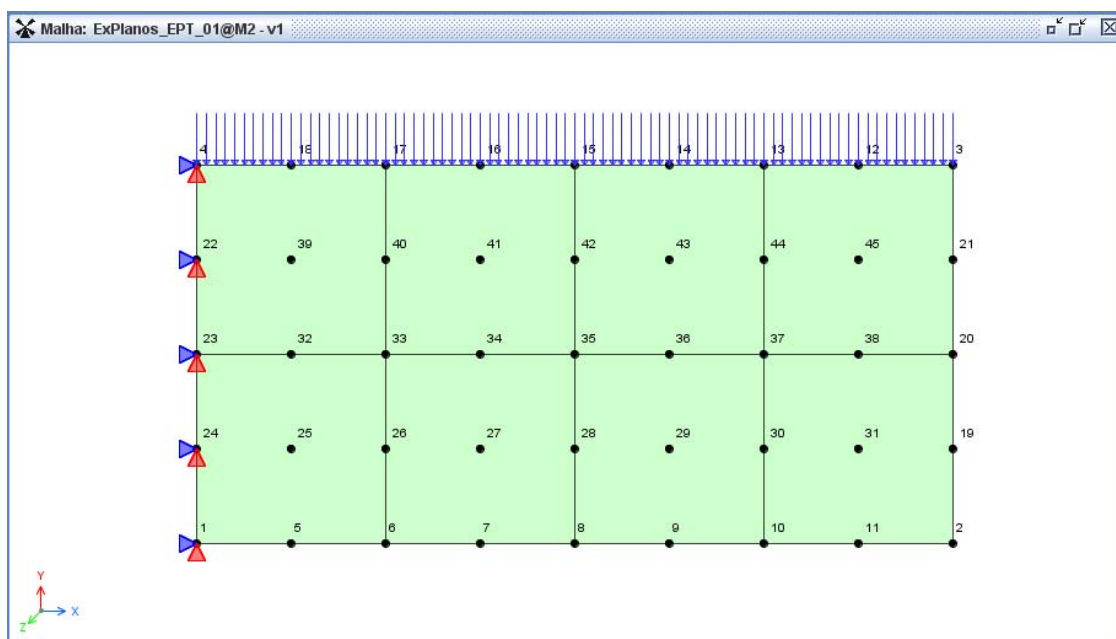 Malha: ExPlanos_EPT_01@M2 - v1
4 18 17 16 15 14 13 12 3
22 39 40 41 42 43 44 45 21
23 32 33 34 35 36 37 38 20
24 25 26 27 28 29 30 31 19
1 5 6 7 8 9 10 11 2
Y
X
Z